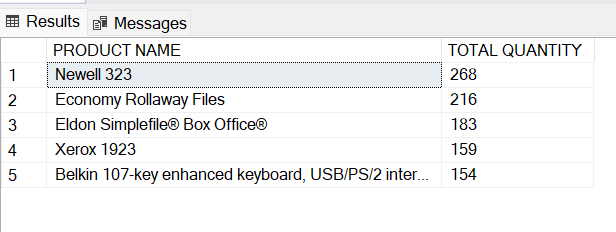 Results Messages
PRODUCT NAME TOTAL QUANTITY
1 Newell 323 268
2 Economy Rollaway Files 216
3 Eldon Simplefile® Box Office® 183
4 Xerox 1923 159
5 Belkin 107-key enhanced keyboard, USB/PS/2 inter... 154